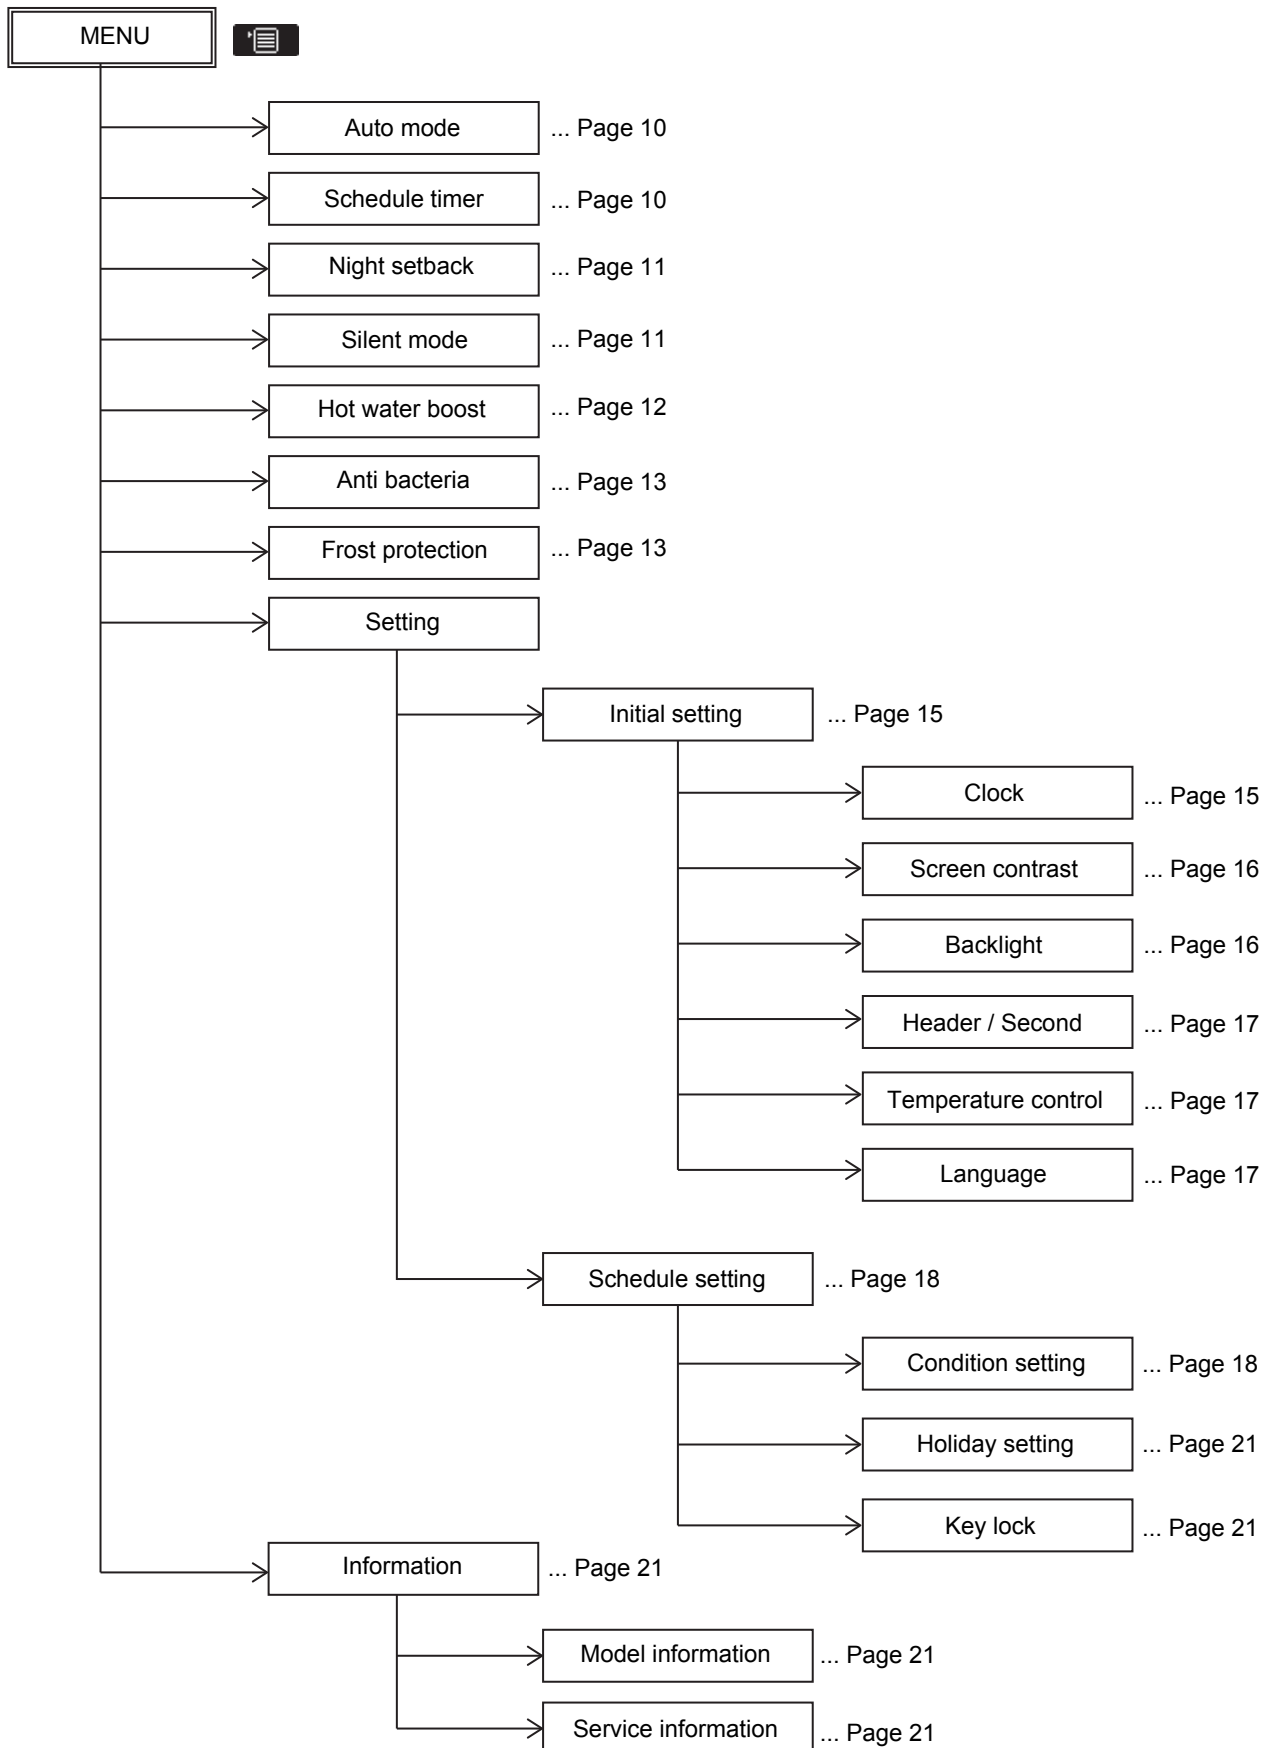 MENU
Auto mode ... Page 10
Schedule timer ... Page 10
Night setback ... Page 11
Silent mode ... Page 11
Hot water boost ... Page 12
Anti bacteria ... Page 13
Frost protection ... Page 13
Setting
Initial setting ... Page 15
Clock ... Page 15
Screen contrast ... Page 16
Backlight ... Page 16
Header / Second ... Page 17
Temperature control ... Page 17
Language ... Page 17
Schedule setting ... Page 18
Condition setting ... Page 18
Holiday setting ... Page 21
Key lock ... Page 21
Information ... Page 21
Model information ... Page 21
Service information ... Page 21